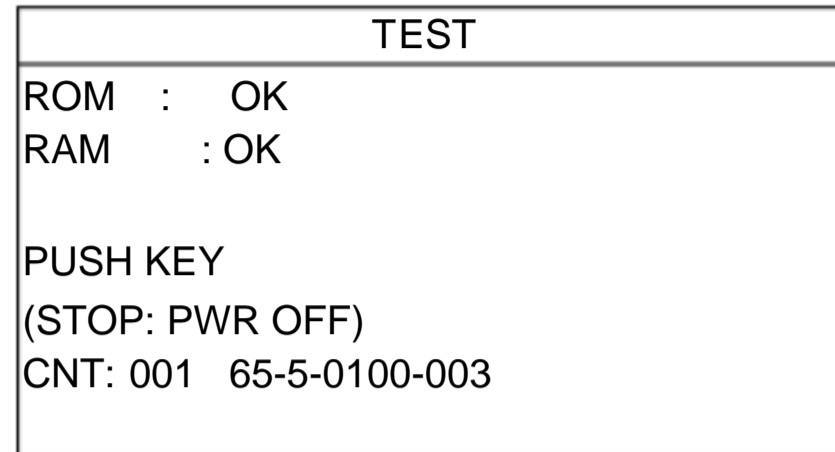 TEST
ROM : OK
RAM : OK
PUSH KEY
(STOP: PWR OFF)
CNT: 001 65-5-0100-003